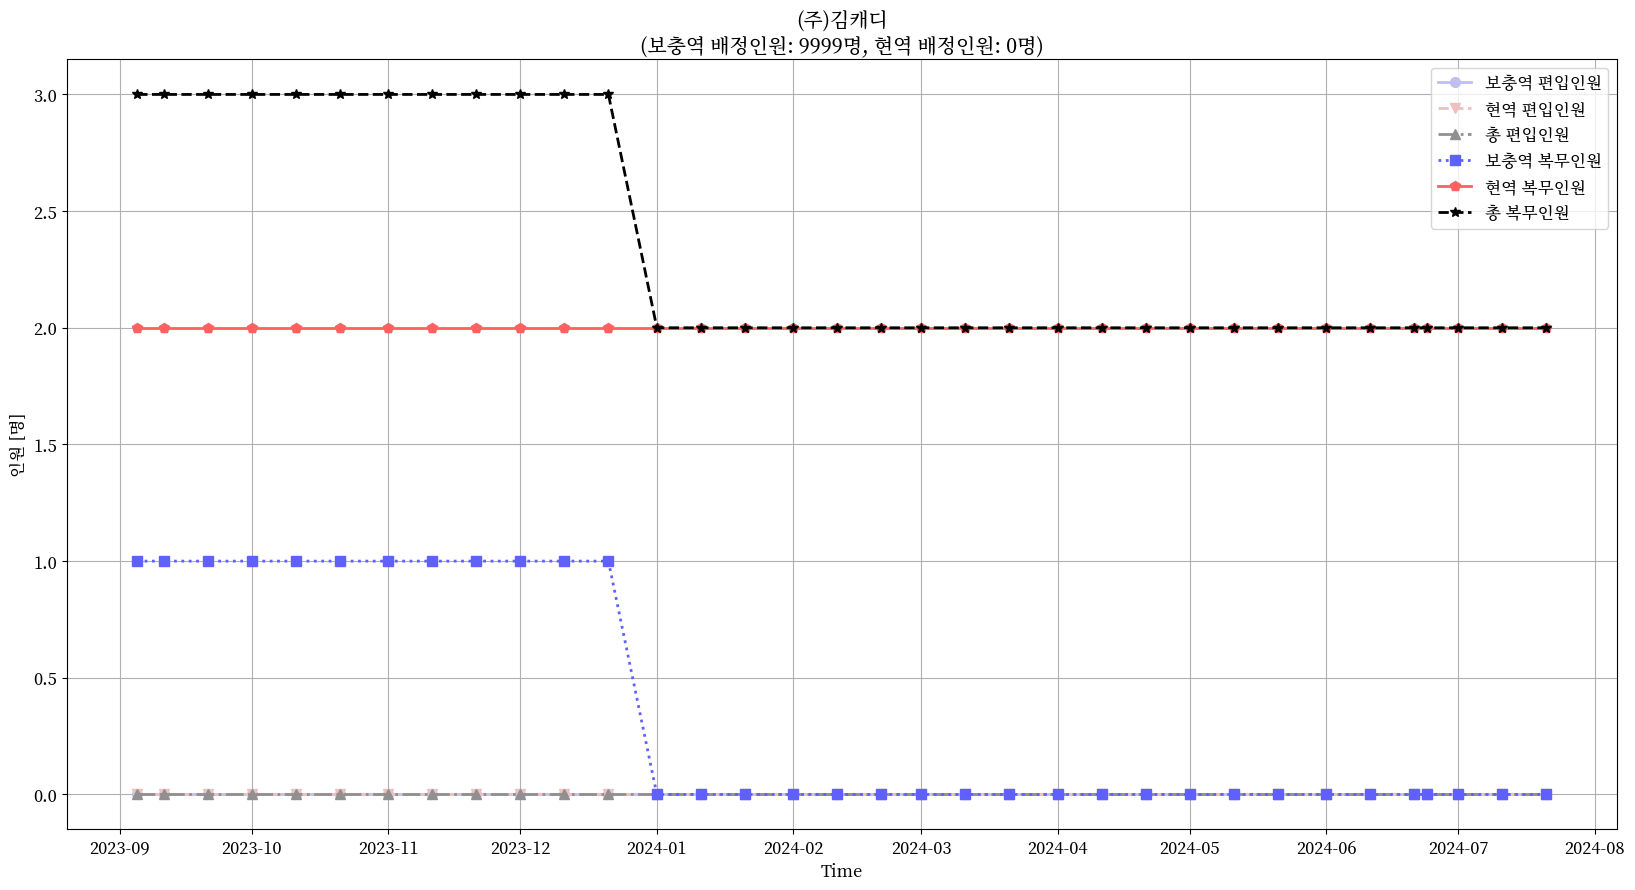 (주)김캐디
(보충역 배정인원: 9999명, 현역 배정인원: 0명)
보충역 편입인원
현역 편입인원
총 편입인원
보충역 복무인원
현역 복무인원
총 복무인원
인원 [명]
3.0
2.5
2.0
1.5
1.0
0.5
0.0
2023-09
2023-10
2023-11
2023-12
2024-01
2024-02
2024-03
2024-04
2024-05
2024-06
2024-07
2024-08
Time